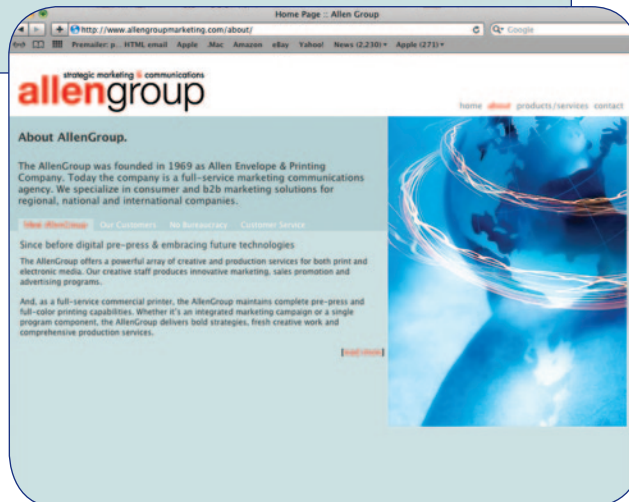 Home Page :: Allen Group
http://www.allengroupmarketing.com/about/
Google
Premailer: p... HTML email Apple .Mac Amazon eBay Yahoo! News (2,230) Apple (271)
strategic marketing & communications
allengroup
home about products/services contact
About AllenGroup.
The AllenGroup was founded in 1969 as Allen Envelope & Printing
Company. Today the company is a full-service marketing communications
agency. We specialize in consumer and b2b marketing solutions for
regional, national and international companies.
AllenGroup Our Customers No Bureaucracy Customer Service
Since before digital pre-press & embracing future technologies
The AllenGroup offers a powerful array of creative and production services for both print and
electronic media. Our creative staff produces innovative marketing, sales promotion and
advertising programs.
And, as a full-service commercial printer, the AllenGroup maintains complete pre-press and
full-color printing capabilities. Whether it's an integrated marketing campaign or a single
program component, the AllenGroup delivers bold strategies, fresh creative work and
comprehensive production services.